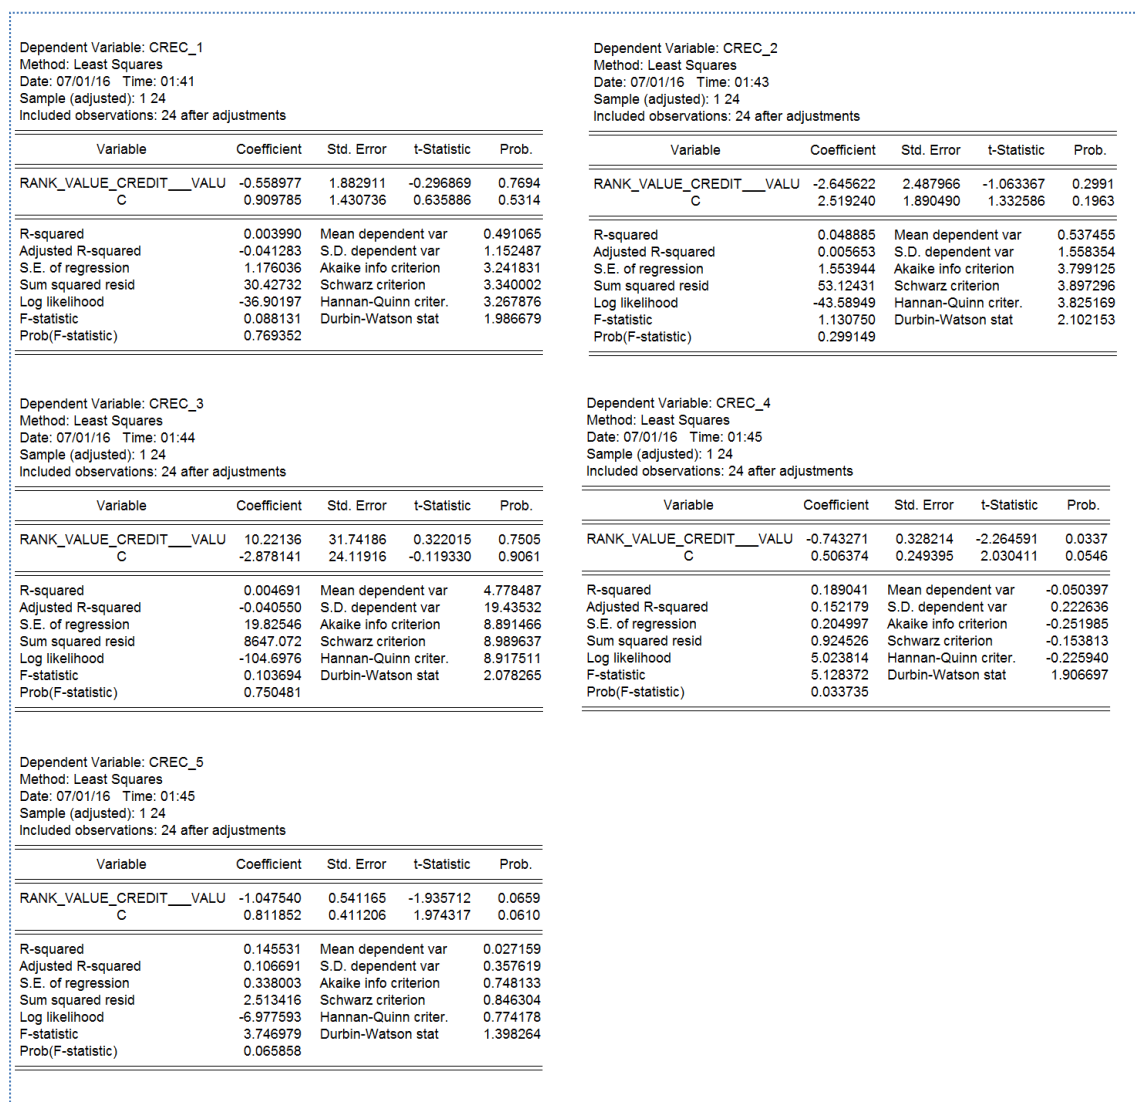 Dependent Variable: CREC_1
Method: Least Squares
Date: 07/01/16 Time: 01:41
Sample (adjusted): 1 24
Included observations: 24 after adjustments
Variable Coefficient Std. Error t-Statistic Prob.
RANK_VALUE_CREDIT___VALU -0.558977 1.882911 -0.296869 0.7694
C 0.909785 1.430736 0.635886 0.5314
R-squared 0.003990 Mean dependent var 0.491065
Adjusted R-squared -0.041283 S.D. dependent var 1.152487
S.E. of regression 1.176036 Akaike info criterion 3.241831
Sum squared resid 30.42732 Schwarz criterion 3.340002
Log likelihood -36.90197 Hannan-Quinn criter. 3.267876
F-statistic 0.088131 Durbin-Watson stat 1.986679
Prob(F-statistic) 0.769352
Dependent Variable: CREC_2
Method: Least Squares
Date: 07/01/16 Time: 01:43
Sample (adjusted): 1 24
Included observations: 24 after adjustments
Variable Coefficient Std. Error t-Statistic Prob.
RANK_VALUE_CREDIT___VALU -2.645622 2.487966 -1.063367 0.2991
C 2.519240 1.890490 1.332586 0.1963
R-squared 0.048885 Mean dependent var 0.537455
Adjusted R-squared 0.005653 S.D. dependent var 1.558354
S.E. of regression 1.553944 Akaike info criterion 3.799125
Sum squared resid 53.12431 Schwarz criterion 3.897296
Log likelihood -43.58949 Hannan-Quinn criter. 3.825169
F-statistic 1.130750 Durbin-Watson stat 2.102153
Prob(F-statistic) 0.299149
Dependent Variable: CREC_3
Method: Least Squares
Date: 07/01/16 Time: 01:44
Sample (adjusted): 1 24
Included observations: 24 after adjustments
Variable Coefficient Std. Error t-Statistic Prob.
RANK_VALUE_CREDIT___VALU 10.22136 31.74186 0.322015 0.7505
C -2.878141 24.11916 -0.119330 0.9061
R-squared 0.004691 Mean dependent var 4.778487
Adjusted R-squared -0.040550 S.D. dependent var 19.43532
S.E. of regression 19.82546 Akaike info criterion 8.891466
Sum squared resid 8647.072 Schwarz criterion 8.989637
Log likelihood -104.6976 Hannan-Quinn criter. 8.917511
F-statistic 0.103694 Durbin-Watson stat 2.078265
Prob(F-statistic) 0.750481
Dependent Variable: CREC_4
Method: Least Squares
Date: 07/01/16 Time: 01:45
Sample (adjusted): 1 24
Included observations: 24 after adjustments
Variable Coefficient Std. Error t-Statistic Prob.
RANK_VALUE_CREDIT___VALU -0.743271 0.328214 -2.264591 0.0337
C 0.506374 0.249395 2.030411 0.0546
R-squared 0.189041 Mean dependent var -0.050397
Adjusted R-squared 0.152179 S.D. dependent var 0.222636
S.E. of regression 0.204997 Akaike info criterion -0.251985
Sum squared resid 0.924526 Schwarz criterion -0.153813
Log likelihood 5.023814 Hannan-Quinn criter. -0.225940
F-statistic 5.128372 Durbin-Watson stat 1.906697
Prob(F-statistic) 0.033735
Dependent Variable: CREC_5
Method: Least Squares
Date: 07/01/16 Time: 01:45
Sample (adjusted): 1 24
Included observations: 24 after adjustments
Variable Coefficient Std. Error t-Statistic Prob.
RANK_VALUE_CREDIT___VALU -1.047540 0.541165 -1.935712 0.0659
C 0.811852 0.411206 1.974317 0.0610
R-squared 0.145531 Mean dependent var 0.027159
Adjusted R-squared 0.106691 S.D. dependent var 0.357619
S.E. of regression 0.338003 Akaike info criterion 0.748133
Sum squared resid 2.513416 Schwarz criterion 0.846304
Log likelihood -6.977593 Hannan-Quinn criter. 0.774178
F-statistic 3.746979 Durbin-Watson stat 1.398264
Prob(F-statistic) 0.065858